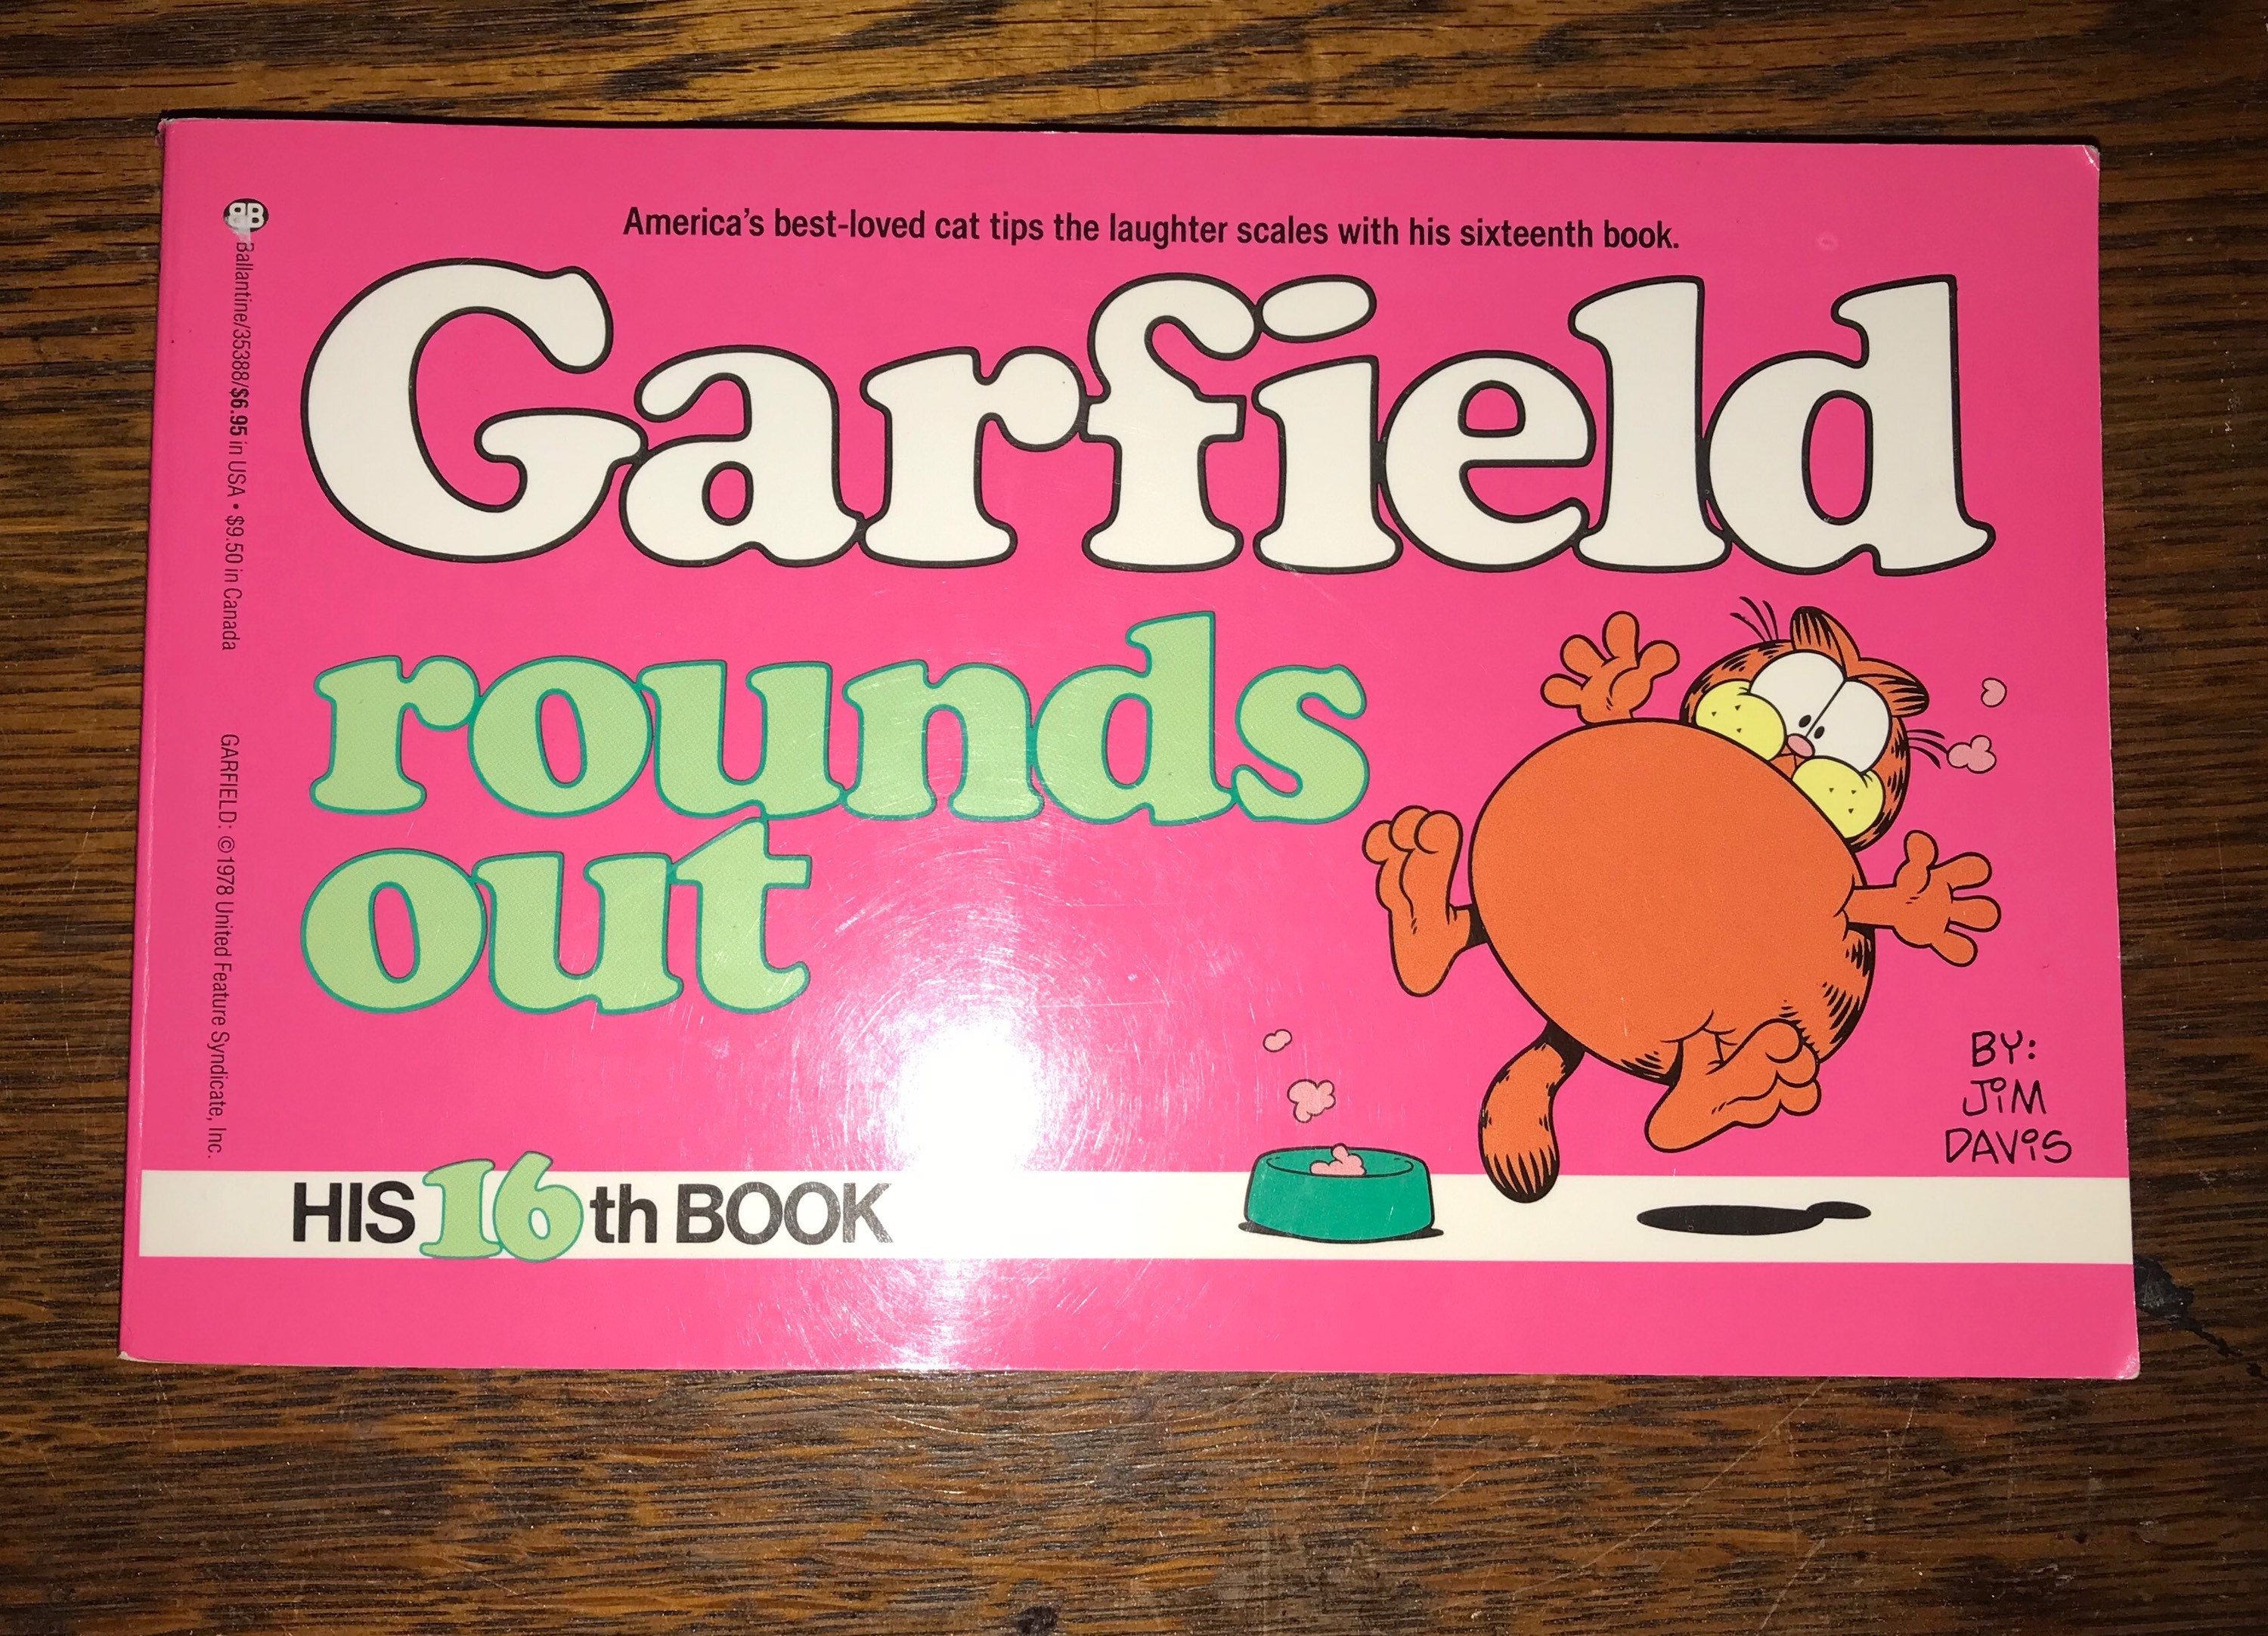 America's best-loved cat tips the laughter scales with his sixteenth book.
Garfield
rounds
out
BY:
JIM
DAVIS
HIS 16th BOOK
BB
Ballantine/35388/$6.95 in USA • $9.50 in Canada
GARFIELD: ©1978 United Feature Syndicate, Inc.